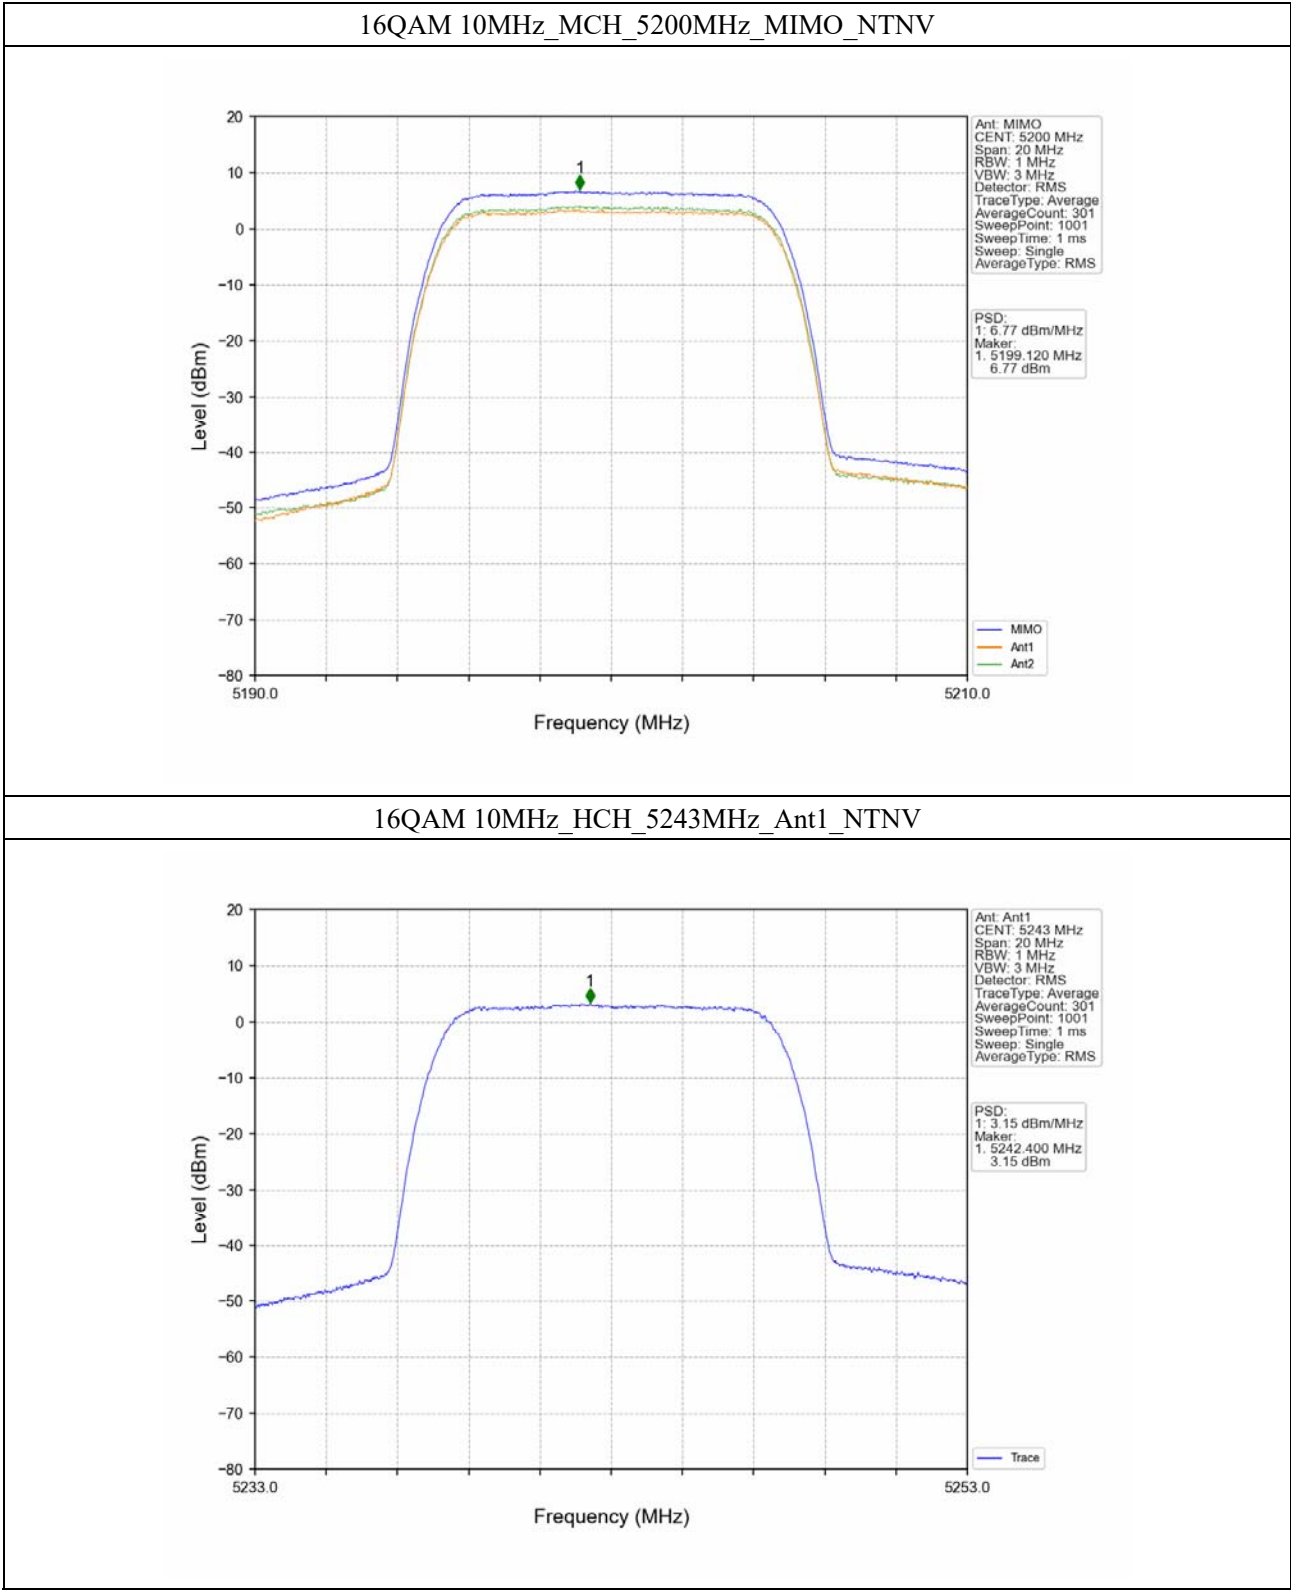 16QAM 10MHz_MCH_5200MHz_MIMO_NTNV
20
10
0
−10
−20
−30
−40
−50
−60
−70
−80
Level (dBm)
1
5190.0
5210.0
Frequency (MHz)
Ant: MIMO
CENT: 5200 MHz
Span: 20 MHz
RBW: 1 MHz
VBW: 3 MHz
Detector: RMS
TraceType: Average
AverageCount: 301
SweepPoint: 1001
SweepTime: 1 ms
Sweep: Single
AverageType: RMS
PSD:
1: 6.77 dBm/MHz
Maker:
1. 5199.120 MHz
6.77 dBm
MIMO
Ant1
Ant2
16QAM 10MHz_HCH_5243MHz_Ant1_NTNV
20
10
0
−10
−20
−30
−40
−50
−60
−70
−80
Level (dBm)
1
5233.0
5253.0
Frequency (MHz)
Ant: Ant1
CENT: 5243 MHz
Span: 20 MHz
RBW: 1 MHz
VBW: 3 MHz
Detector: RMS
TraceType: Average
AverageCount: 301
SweepPoint: 1001
SweepTime: 1 ms
Sweep: Single
AverageType: RMS
PSD:
1: 3.15 dBm/MHz
Maker:
1. 5242.400 MHz
3.15 dBm
Trace